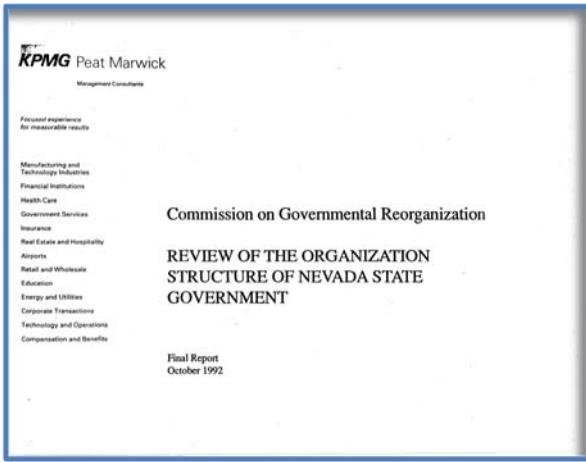 KPMG Peat Marwick
Management Consultants
Focused experience
for measurable results
Manufacturing and
Technology Industries
Financial Institutions
Health Care
Government Services
Insurance
Real Estate and Hospitality
Airports
Retail and Wholesale
Education
Energy and Utilities
Corporate Transactions
Technology and Operations
Compensation and Benefits
Commission on Governmental Reorganization
REVIEW OF THE ORGANIZATION
STRUCTURE OF NEVADA STATE
GOVERNMENT
Final Report
October 1992